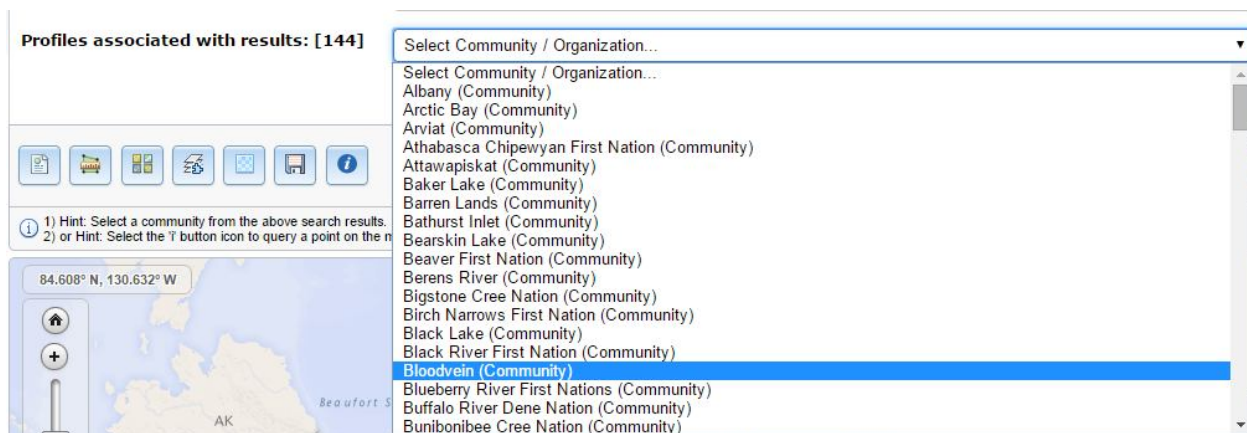 Profiles associated with results: [144]
Select Community / Organization...
Select Community / Organization...
Albany (Community)
Arctic Bay (Community)
Arviat (Community)
Athabasca Chipewyan First Nation (Community)
Attawapiskat (Community)
Baker Lake (Community)
Barren Lands (Community)
Bathurst Inlet (Community)
Bearskin Lake (Community)
Beaver First Nation (Community)
Berens River (Community)
Bigstone Cree Nation (Community)
Birch Narrows First Nation (Community)
Black Lake (Community)
Black River First Nation (Community)
Bloodvein (Community)
Blueberry River First Nations (Community)
Buffalo River Dene Nation (Community)
Bunibonibee Cree Nation (Community)
1) Hint: Select a community from the above search results.
2) or Hint: Select the 'i' button icon to query a point on the m
84.608° N, 130.632° W
Beaufort S
AK